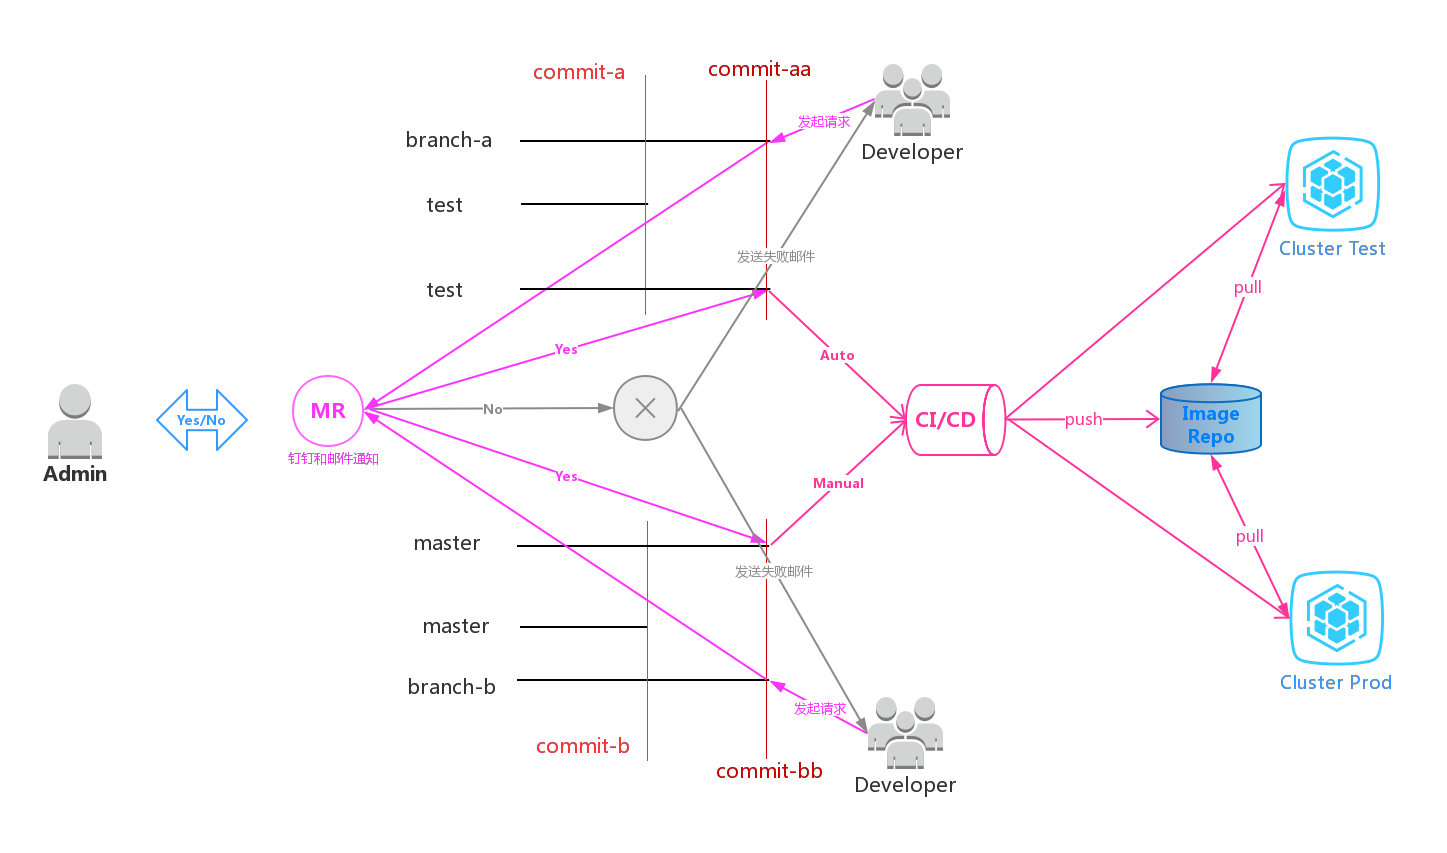 commit-a
commit-aa
发起请求
branch-a
Developer
test
发送失败邮件
Cluster Test
test
pull
Yes
Auto
MR
No
Yes/No
CI/CD
push
Image
Repo
钉钉和邮件通知
Admin
Yes
Manual
master
pull
发送失败邮件
master
branch-b
发起请求
Cluster Prod
commit-b
commit-bb
Developer